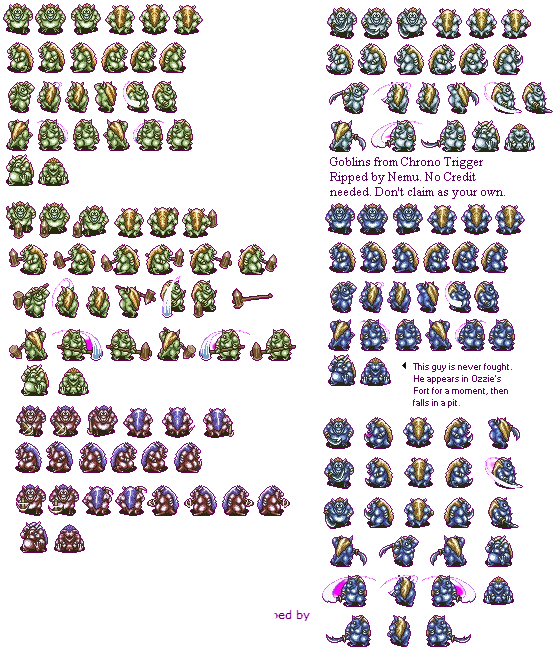 Goblins from Chrono Trigger
Ripped by Nemu. No Credit
needed. Don't claim as your own.
This guy is never fought.
He appears in Ozzie's
Fort for a moment, then
falls in a pit.
by